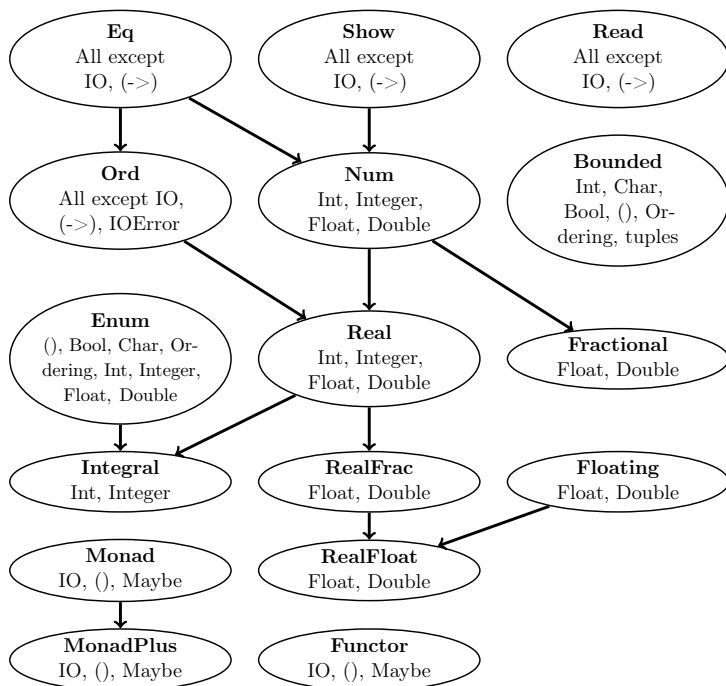 Eq
All except
IO, (->)
Show
All except
IO, (->)
Read
All except
IO, (->)
Ord
All except IO,
(->), IOError
Num
Int, Integer,
Float, Double
Bounded
Int, Char,
Bool, (), Or-
dering, tuples
Enum
(), Bool, Char, Or-
dering, Int, Integer,
Float, Double
Real
Int, Integer,
Float, Double
Fractional
Float, Double
Integral
Int, Integer
RealFrac
Float, Double
Floating
Float, Double
Monad
IO, (), Maybe
RealFloat
Float, Double
MonadPlus
IO, (), Maybe
Functor
IO, (), Maybe